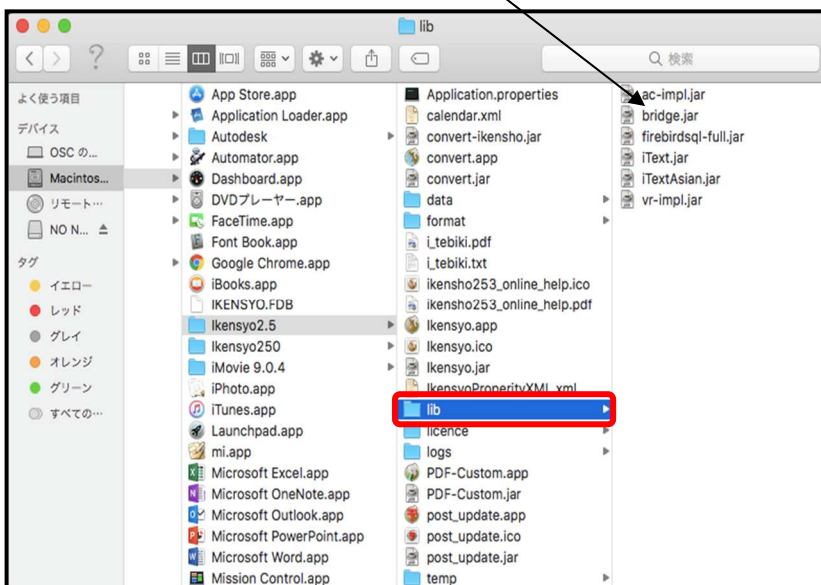 lib
?
検索
よく使う項目
デバイス
OSC の...
Macintos...
リモート…
NO N...
タグ
イエロー
レッド
グレイ
オレンジ
グリーン
すべての…
App Store.app
Application Loader.app
Autodesk
Automator.app
Dashboard.app
DVDプレーヤー.app
FaceTime.app
Font Book.app
Google Chrome.app
iBooks.app
IKENSYO.FDB
Ikensyo2.5
Ikensyo250
iMovie 9.0.4
iPhoto.app
iTunes.app
Launchpad.app
mi.app
Microsoft Excel.app
Microsoft OneNote.app
Microsoft Outlook.app
Microsoft PowerPoint.app
Microsoft Word.app
Mission Control.app
Application.properties
calendar.xml
convert-ikensho.jar
convert.app
convert.jar
data
format
i_tebiki.pdf
i_tebiki.txt
ikensho253_online_help.ico
ikensho253_online_help.pdf
Ikensyo.app
Ikensyo.ico
Ikensyo.jar
IkensyoProperityXML.xml
lib
licence
logs
PDF-Custom.app
PDF-Custom.jar
post_update.app
post_update.ico
post_update.jar
temp
ac-impl.jar
bridge.jar
firebirdsql-full.jar
iText.jar
iTextAsian.jar
vr-impl.jar